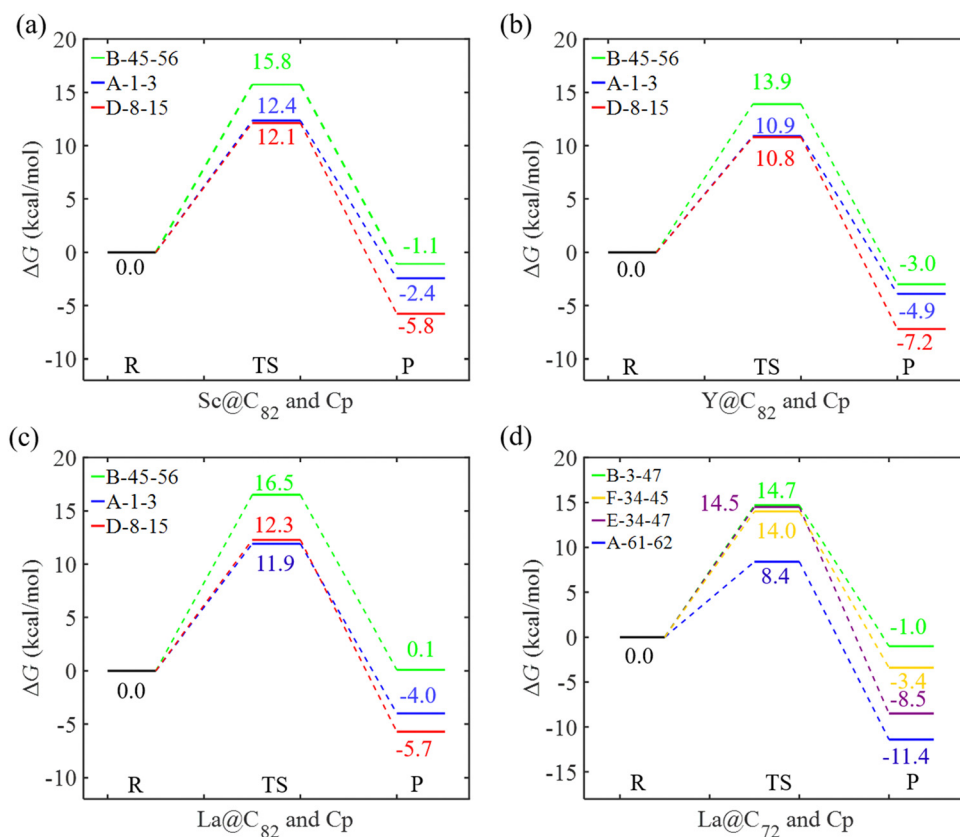 (a)
20
15
10
5
0
-5
-10
ΔG (kcal/mol)
B-45-56
A-1-3
D-8-15
15.8
12.4
12.1
0.0
-1.1
-2.4
-5.8
R TS P
Sc@C82 and Cp
(b)
20
15
10
5
0
-5
-10
ΔG (kcal/mol)
B-45-56
A-1-3
D-8-15
13.9
10.9
10.8
0.0
-3.0
-4.9
-7.2
R TS P
Y@C82 and Cp
(c)
20
15
10
5
0
-5
-10
ΔG (kcal/mol)
B-45-56
A-1-3
D-8-15
16.5
12.3
11.9
0.0
0.1
-4.0
-5.7
R TS P
La@C82 and Cp
(d)
20
15
10
5
0
-5
-10
-15
ΔG (kcal/mol)
B-3-47
F-34-45
E-34-47
A-61-62
14.5
14.7
14.0
8.4
0.0
-1.0
-3.4
-8.5
-11.4
R TS P
La@C72 and Cp